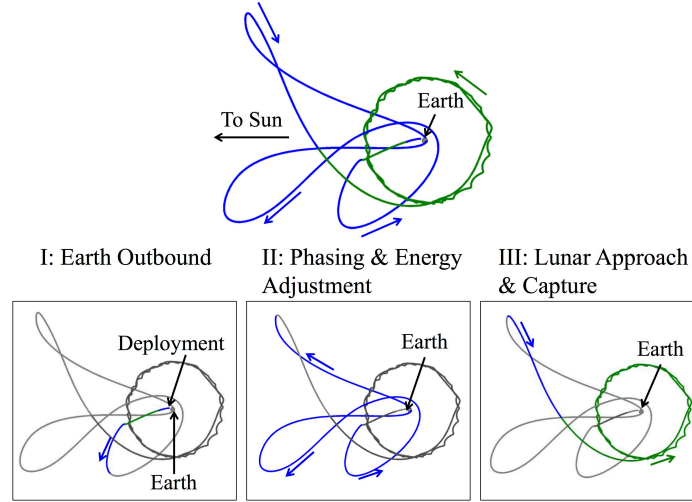 Earth
To Sun
I: Earth Outbound
II: Phasing & Energy
Adjustment
III: Lunar Approach
& Capture
Deployment
Earth
Earth
Earth